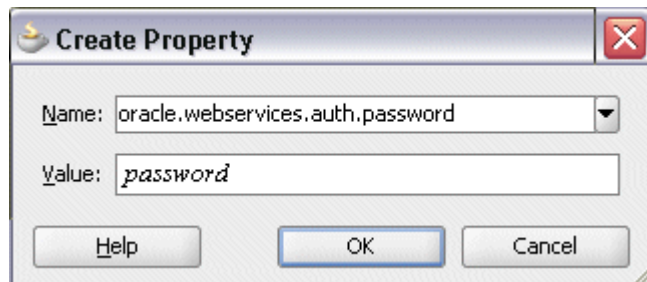 Create Property
Name: oracle.webservices.auth.password
Value: password
Help OK Cancel